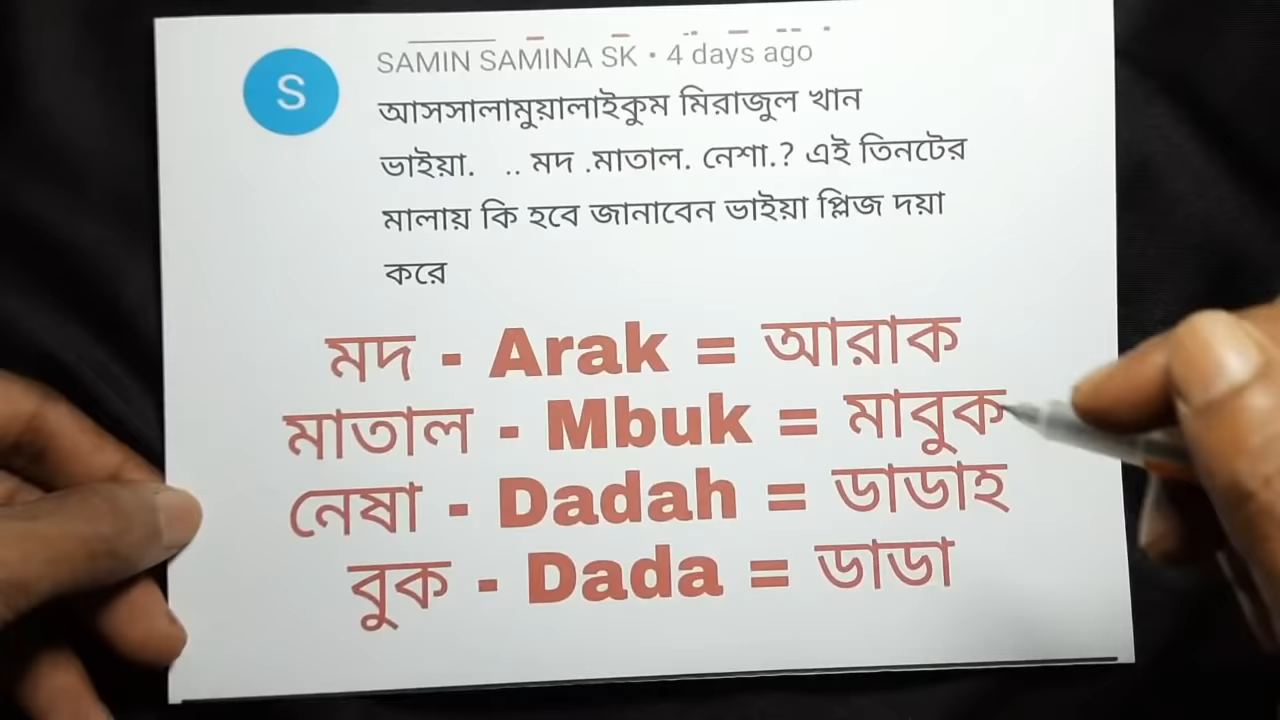 S
SAMIN SAMINA SK • 4 days ago
আসসালামুয়ালাইকুম মিরাজুল খান
ভাইয়া. .. মদ .মাতাল. নেশা.? এই তিনটের
মালায় কি হবে জানাবেন ভাইয়া প্লিজ দয়া
করে
মদ - Arak = আরাক
মাতাল - Mbuk = মাবুক
নেষা - Dadah = ডাডাহ
বুক - Dada = ডাডা